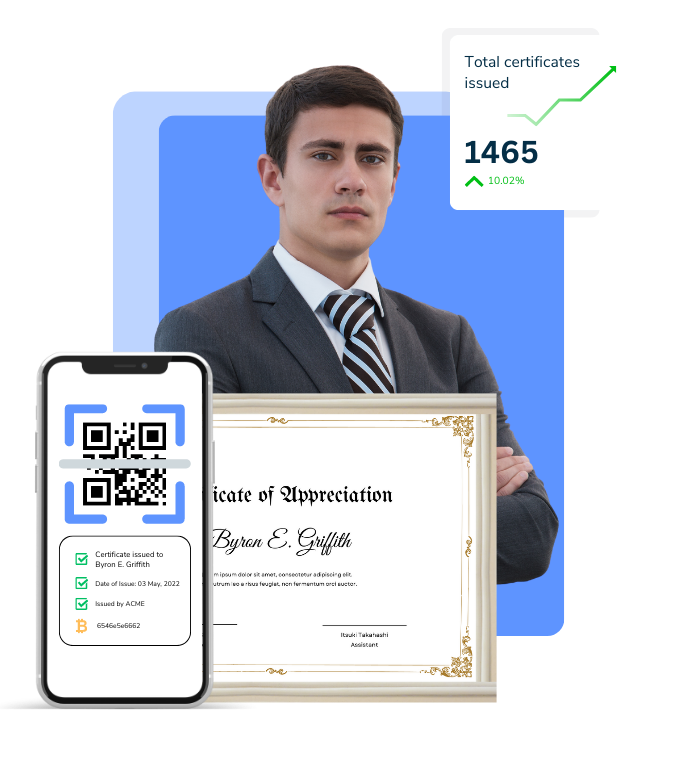 Total certificates
issued
1465
10.02%
icate of Appreciation
Byron E. Griffith
m ipsum dolor sit amet, consectetur adipiscing elit.
utrum leo a risus feugiat, non fermentum orci auctor.
Itsuki Takahashi
Assistant
Certificate issued to
Byron E. Griffith
Date of Issue: 03 May, 2022
Issued by ACME
6546e5e6662